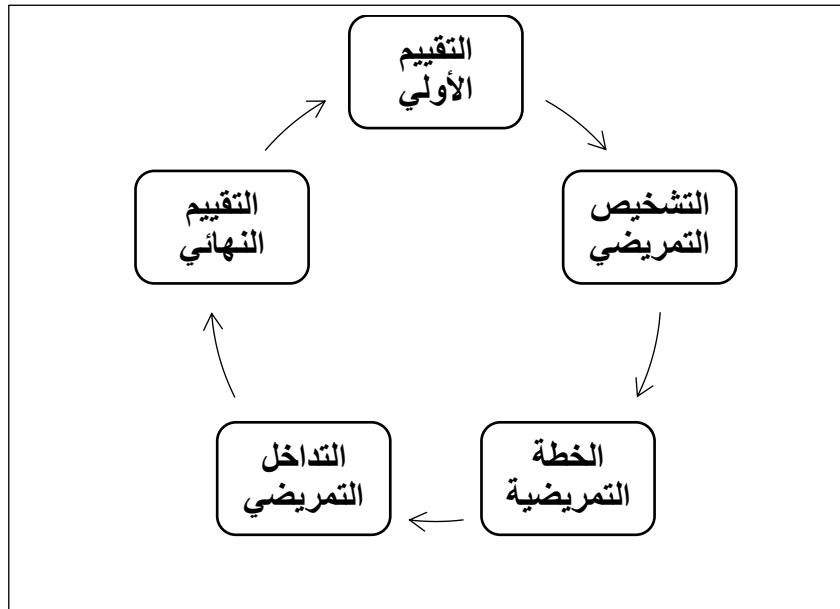 التقييم
الأولي
التشخيص
التمريضي
الخطة
التمريضية
التداخل
التمريضي
التقييم
النهائي